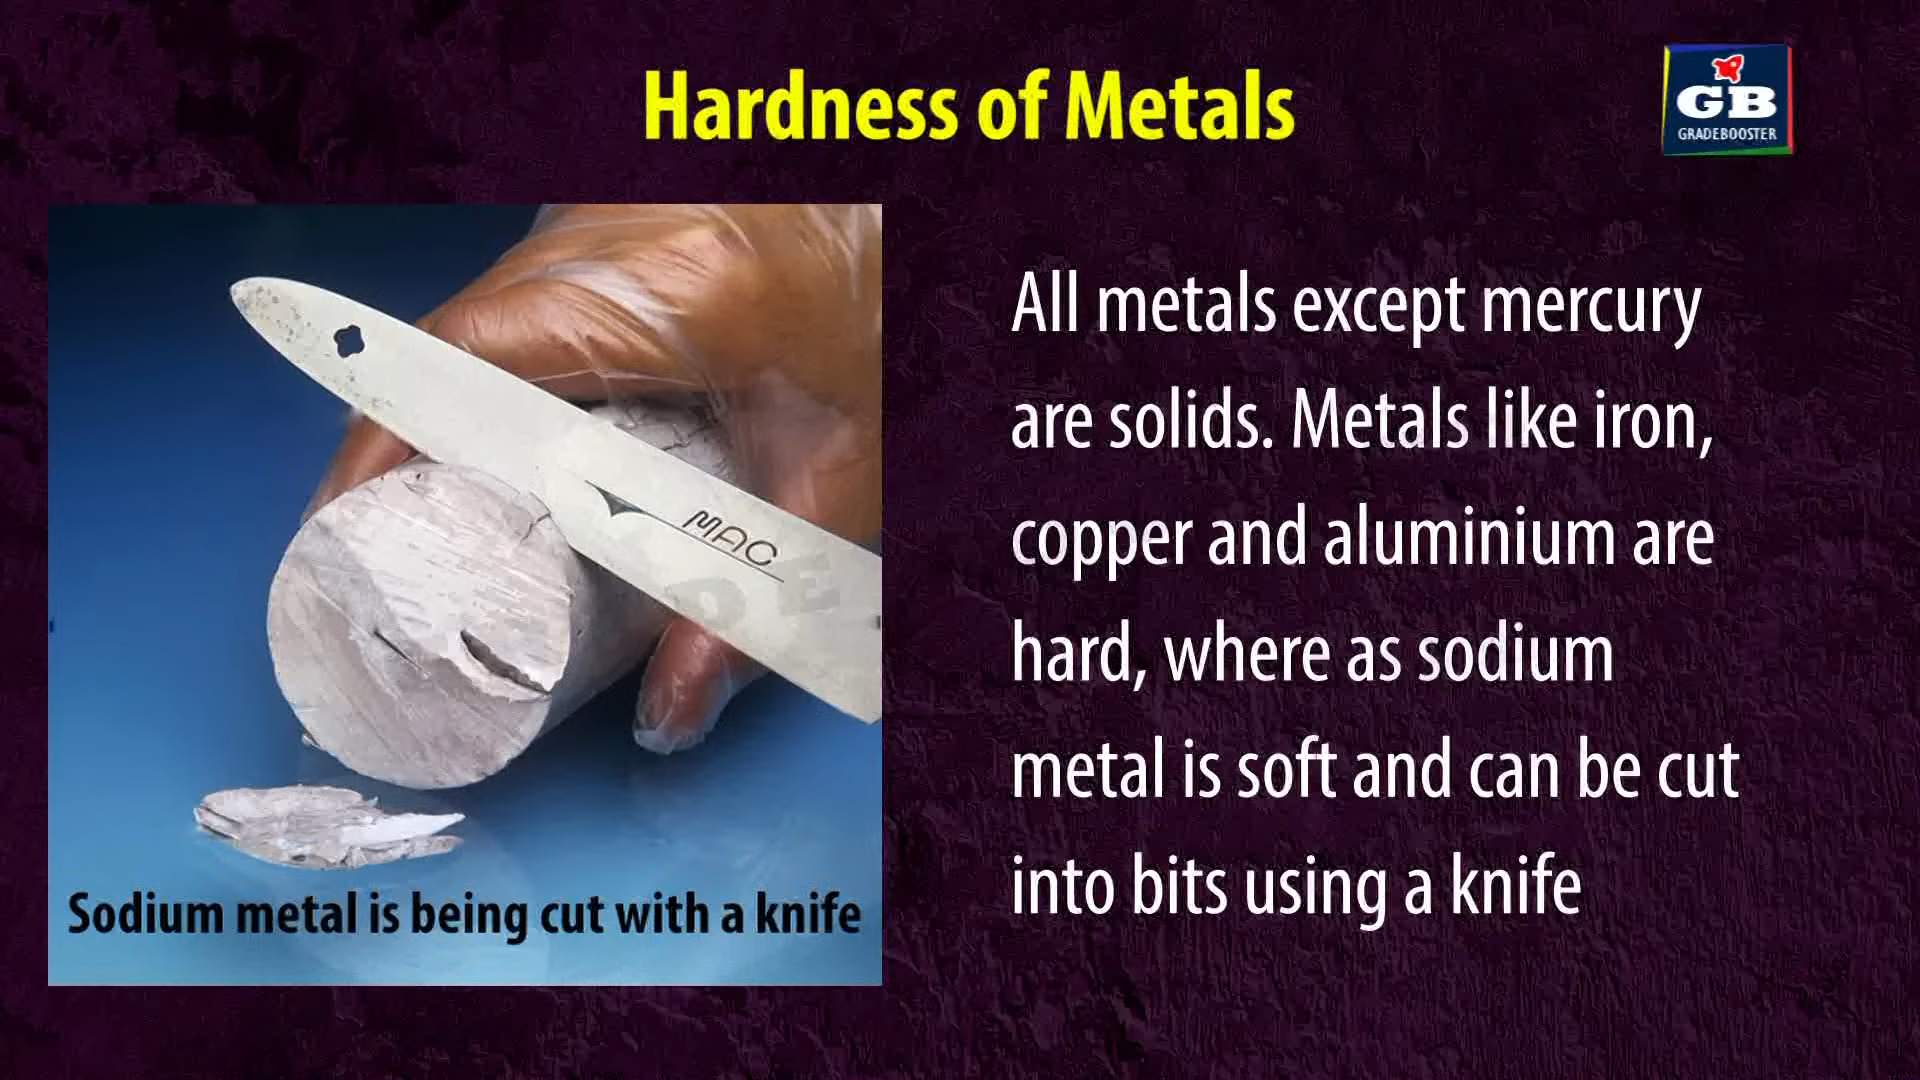 Hardness of Metals
GB
GRADEBOOSTER
All metals except mercury
are solids. Metals like iron,
copper and aluminium are
hard, where as sodium
metal is soft and can be cut
into bits using a knife
MAC
Sodium metal is being cut with a knife